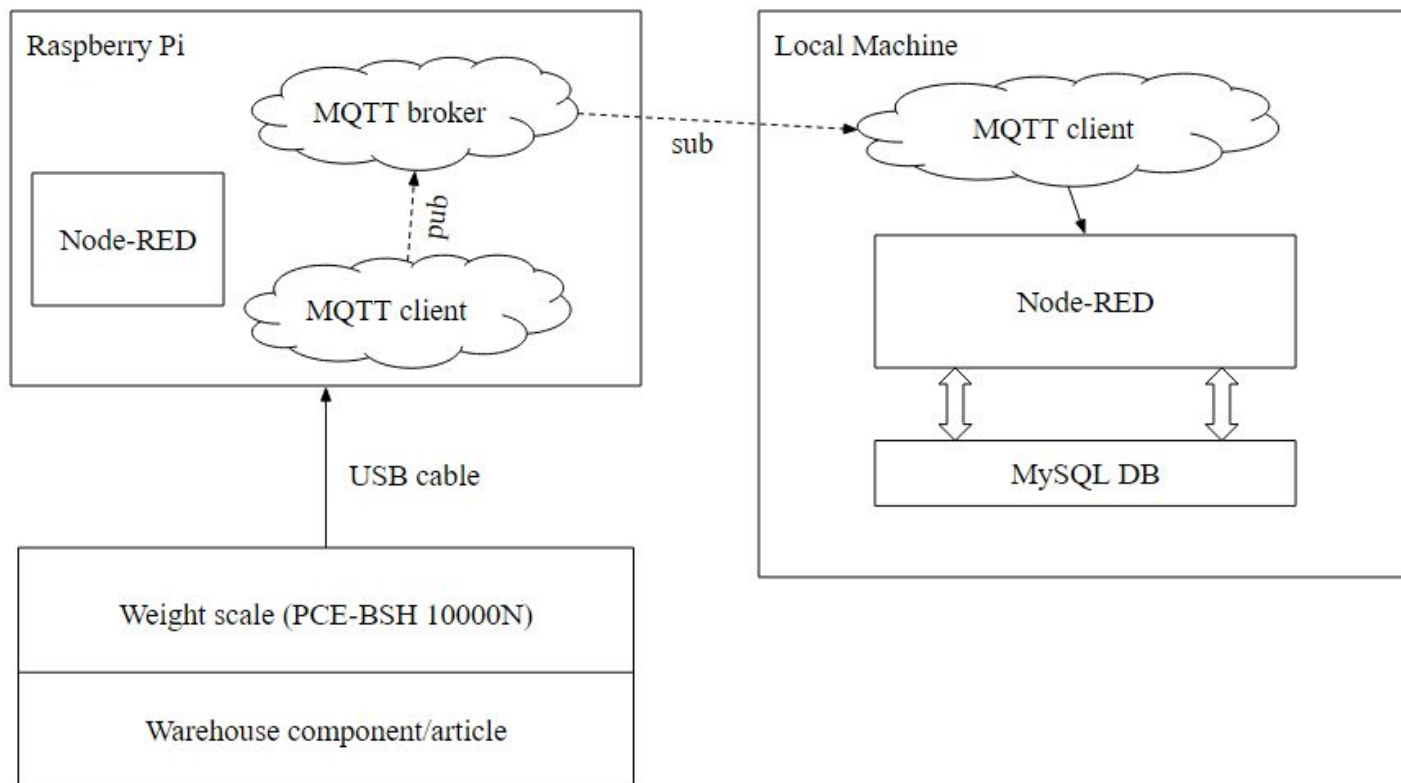 Raspberry Pi
MQTT broker
pub
Node-RED
MQTT client
USB cable
Weight scale (PCE-BSH 10000N)
Warehouse component/article
sub
Local Machine
MQTT client
Node-RED
MySQL DB